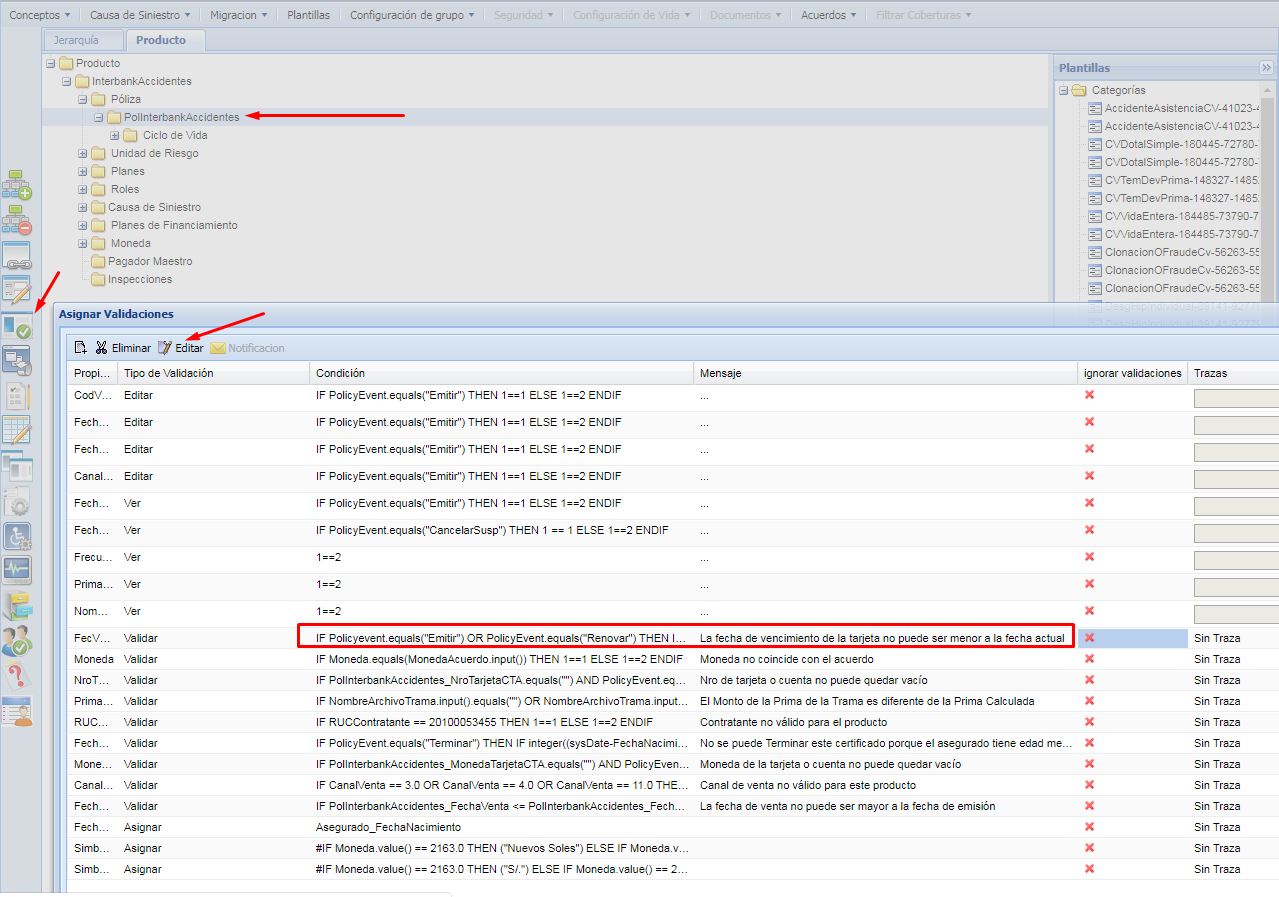 Conceptos Causa de Siniestro Migracion Plantillas Configuración de grupo Seguridad Configuración de Vida Documentos Acuerdos Filtrar Coberturas
Jerarquía Producto
Producto
InterbankAccidentes
Póliza
PolInterbankAccidentes
Ciclo de Vida
Unidad de Riesgo
Planes
Roles
Causa de Siniestro
Planes de Financiamiento
Moneda
Pagador Maestro
Inspecciones
Plantillas
Categorías
AccidenteAsistenciaCV-41023-4
AccidenteAsistenciaCV-41023-4
CVDotalSimple-180445-72780-
CVDotalSimple-180445-72780-
CVTemDevPrima-148327-1485
CVTemDevPrima-148327-1485
CVVidaEntera-184485-73790-7
CVVidaEntera-184485-73790-7
ClonacionOFraudeCv-56263-55
ClonacionOFraudeCv-56263-55
ClonacionOFraudeCv-56263-55
Asignar Validaciones
Eliminar Editar Notificacion
Propi... Tipo de Validación Condición Mensaje ignorar validaciones Trazas
CodV... Editar IF PolicyEvent.equals("Emitir") THEN 1==1 ELSE 1==2 ENDIF ...
Fech... Editar IF PolicyEvent.equals("Emitir") THEN 1==1 ELSE 1==2 ENDIF ...
Fech... Editar IF PolicyEvent.equals("Emitir") THEN 1==1 ELSE 1==2 ENDIF ...
Canal... Editar IF PolicyEvent.equals("Emitir") THEN 1==1 ELSE 1==2 ENDIF ...
Fech... Ver IF PolicyEvent.equals("Emitir") THEN 1==1 ELSE 1==2 ENDIF ...
Fech... Ver IF PolicyEvent.equals("CancelarSusp") THEN 1 == 1 ELSE 1==2 ENDIF ...
Frecu... Ver 1==2 ...
Prima... Ver 1==2 ...
Nom... Ver 1==2 ...
FecV... Validar IF Policyevent.equals("Emitir") OR PolicyEvent.equals("Renovar") THEN I... La fecha de vencimiento de la tarjeta no puede ser menor a la fecha actual Sin Traza
Moneda Validar IF Moneda.equals(MonedaAcuerdo.input()) THEN 1==1 ELSE 1==2 ENDIF Moneda no coincide con el acuerdo Sin Traza
NroT... Validar IF PolInterbankAccidentes_NroTarjetaCTA.equals("") AND PolicyEvent.eq... Nro de tarjeta o cuenta no puede quedar vacío Sin Traza
Prima... Validar IF NombreArchivoTrama.input().equals("") OR NombreArchivoTrama.input... El Monto de la Prima de la Trama es diferente de la Prima Calculada Sin Traza
RUC... Validar IF RUCContratante == 20100053455 THEN 1==1 ELSE 1==2 ENDIF Contratante no válido para el producto Sin Traza
Fech... Validar IF PolicyEvent.equals("Terminar") THEN IF integer((sysDate-FechaNacimi... No se puede Terminar este certificado porque el asegurado tiene edad me... Sin Traza
Mone... Validar IF PolInterbankAccidentes_MonedaTarjetaCTA.equals("") AND PolicyEven... Moneda de la tarjeta o cuenta no puede quedar vacío Sin Traza
Canal... Validar IF CanalVenta == 3.0 OR CanalVenta == 4.0 OR CanalVenta == 11.0 THE... Canal de venta no válido para este producto Sin Traza
Fech... Validar IF PolInterbankAccidentes_FechaVenta <= PolInterbankAccidentes_Fech... La fecha de venta no puede ser mayor a la fecha de emisión Sin Traza
Fech... Asignar Asegurado_FechaNacimiento Sin Traza
Simb... Asignar #IF Moneda.value() == 2163.0 THEN ("Nuevos Soles") ELSE IF Moneda.v... Sin Traza
Simb... Asignar #IF Moneda.value() == 2163.0 THEN ("S/.") ELSE IF Moneda.value() == 2... Sin Traza